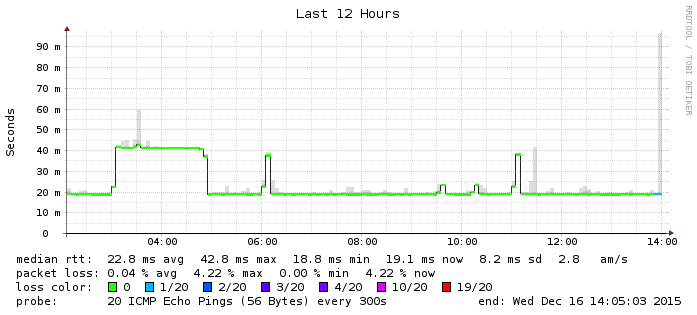 Last 12 Hours
RRDTOOL / TOBI OETIKER
Seconds
90 m
80 m
70 m
60 m
50 m
40 m
30 m
20 m
10 m
0
04:00 06:00 08:00 10:00 12:00 14:00
median rtt: 22.8 ms avg 42.8 ms max 18.8 ms min 19.1 ms now 8.2 ms sd 2.8 am/s
packet loss: 0.04 % avg 4.22 % max 0.00 % min 4.22 % now
loss color: 0 1/20 2/20 3/20 4/20 10/20 19/20
probe: 20 ICMP Echo Pings (56 Bytes) every 300s end: Wed Dec 16 14:05:03 2015